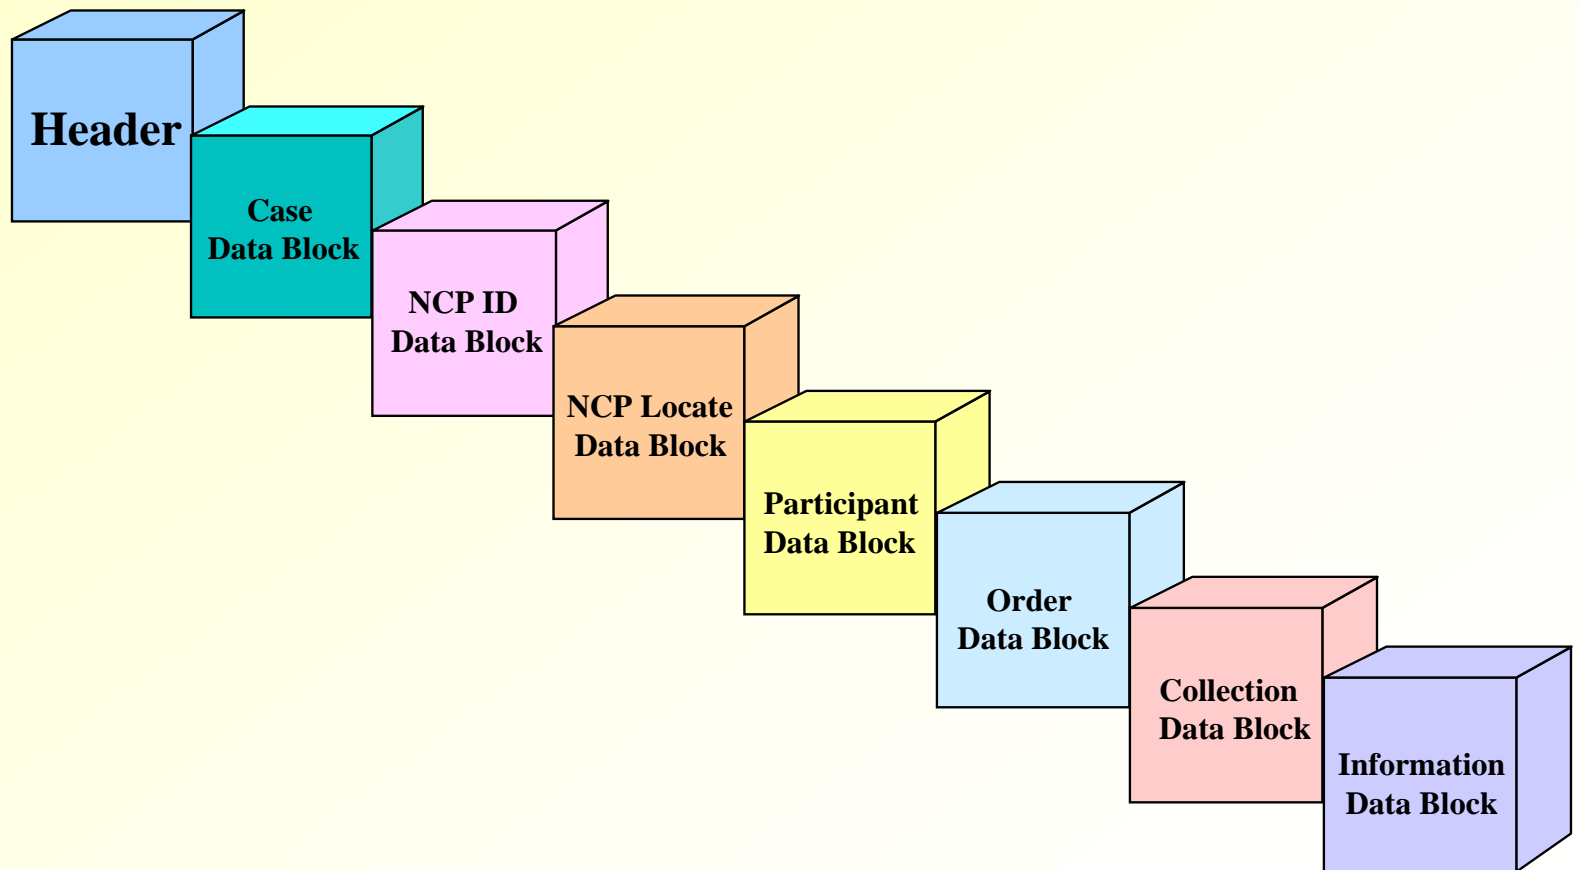 Header
Case
Data Block
NCP ID
Data Block
NCP Locate
Data Block
Participant
Data Block
Order
Data Block
Collection
Data Block
Information
Data Block